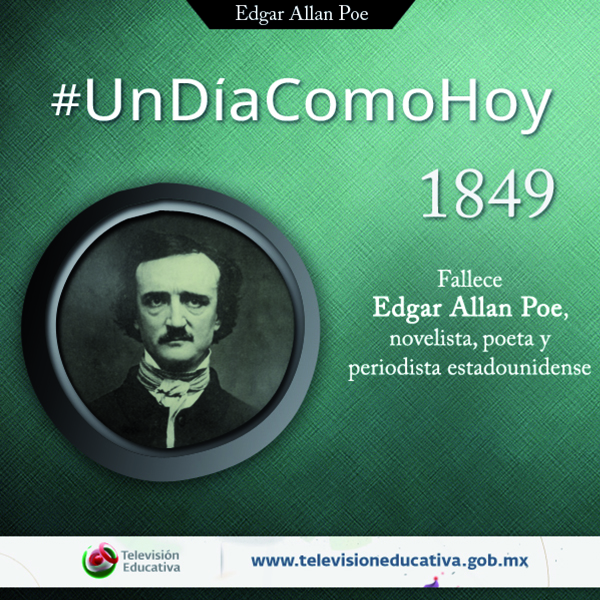 Edgar Allan Poe
#UnDíaComoHoy
1849
Fallece
Edgar Allan Poe,
novelista, poeta y
periodista estadounidense
Televisión
Educativa
www.televisioneducativa.gob.mx